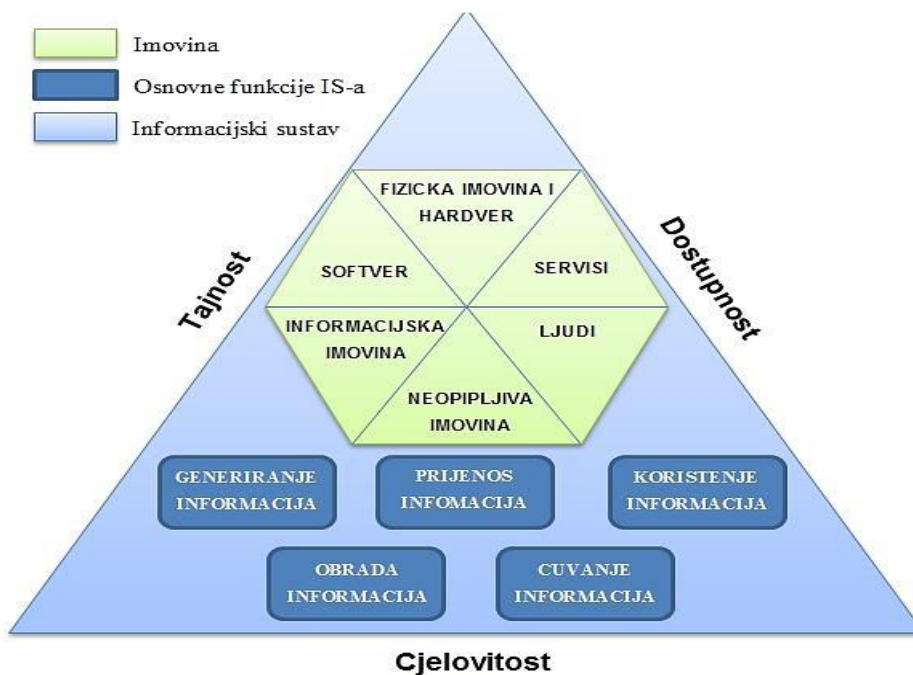 Imovina
Osnovne funkcije IS-a
Informacijski sustav
FIZICKA IMOVINA I
HARDVER
SOFTVER
SERVISI
INFORMACIJSKA
IMOVINA
LJUDI
NEOPIPLJIVA
IMOVINA
Tajnost
Dostupnost
GENERIRANJE
INFORMACIJA
PRIJENOS
INFOMACIJA
KORISTENJE
INFORMACIJA
OBRADA
INFORMACIJA
CUVANJE
INFORMACIJA
Cjelovitost